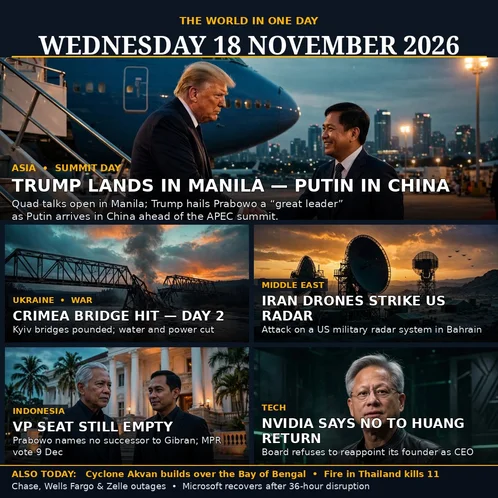 THE WORLD IN ONE DAY
WEDNESDAY 18 NOVEMBER 2026
ASIA • SUMMIT DAY
TRUMP LANDS IN MANILA — PUTIN IN CHINA
Quad talks open in Manila; Trump hails Prabowo a “great leader”
as Putin arrives in China ahead of the APEC summit.
UKRAINE • WAR
CRIMEA BRIDGE HIT — DAY 2
Kyiv bridges pounded; water and power cut
MIDDLE EAST
IRAN DRONES STRIKE US
RADAR
Attack on a US military radar system in Bahrain
INDONESIA
VP SEAT STILL EMPTY
Prabowo names no successor to Gibran; MPR
vote 9 Dec
TECH
NVIDIA SAYS NO TO HUANG
RETURN
Board refuses to reappoint its founder as CEO
ALSO TODAY: Cyclone Akvan builds over the Bay of Bengal • Fire in Thailand kills 11
Chase, Wells Fargo & Zelle outages • Microsoft recovers after 36-hour disruption